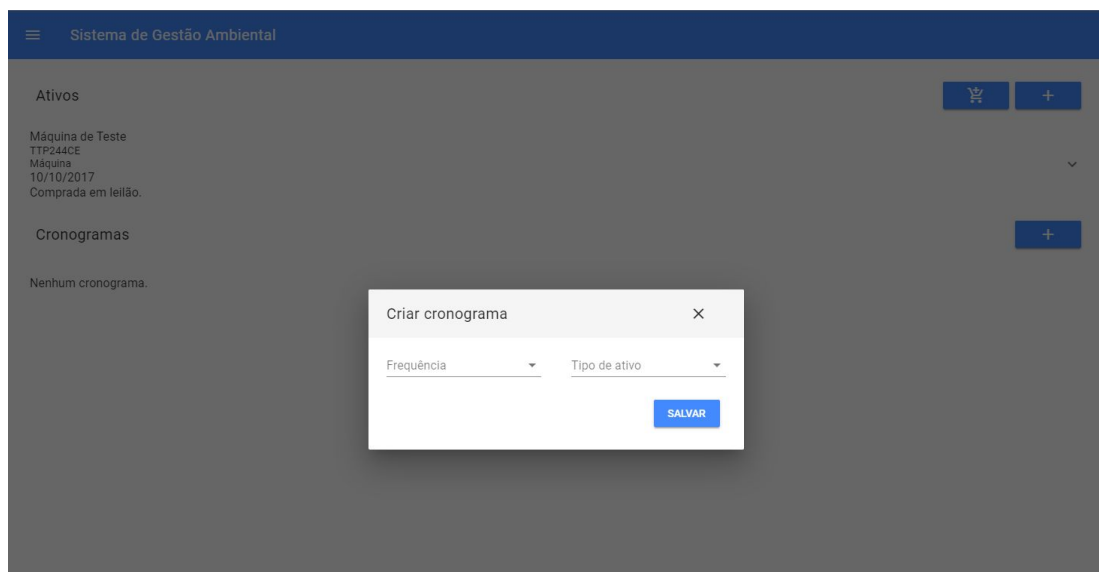 Sistema de Gestão Ambiental
Ativos
Máquina de Teste
TTP244CE
Máquina
10/10/2017
Comprada em leilão.
Cronogramas
Nenhum cronograma.
Criar cronograma
Frequência
Tipo de ativo
SALVAR